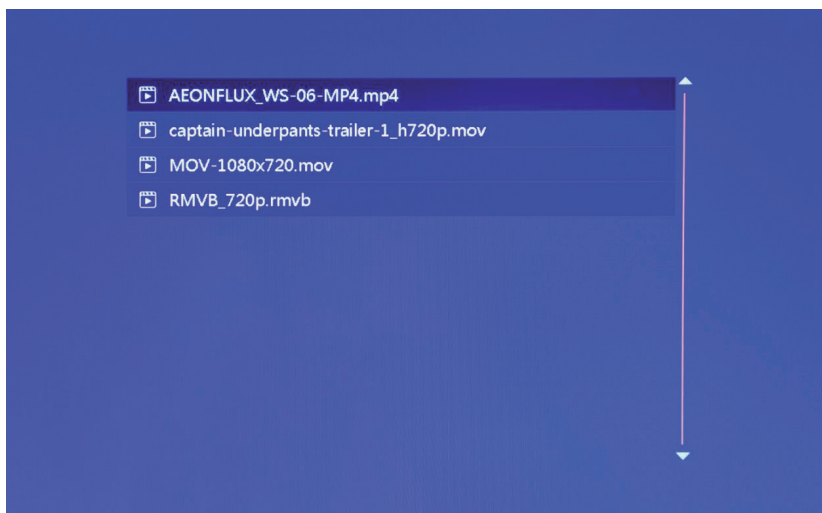 AEONFLUX_WS-06-MP4.mp4
captain-underpants-trailer-1_h720p.mov
MOV-1080x720.mov
RMVB_720p.rmvb